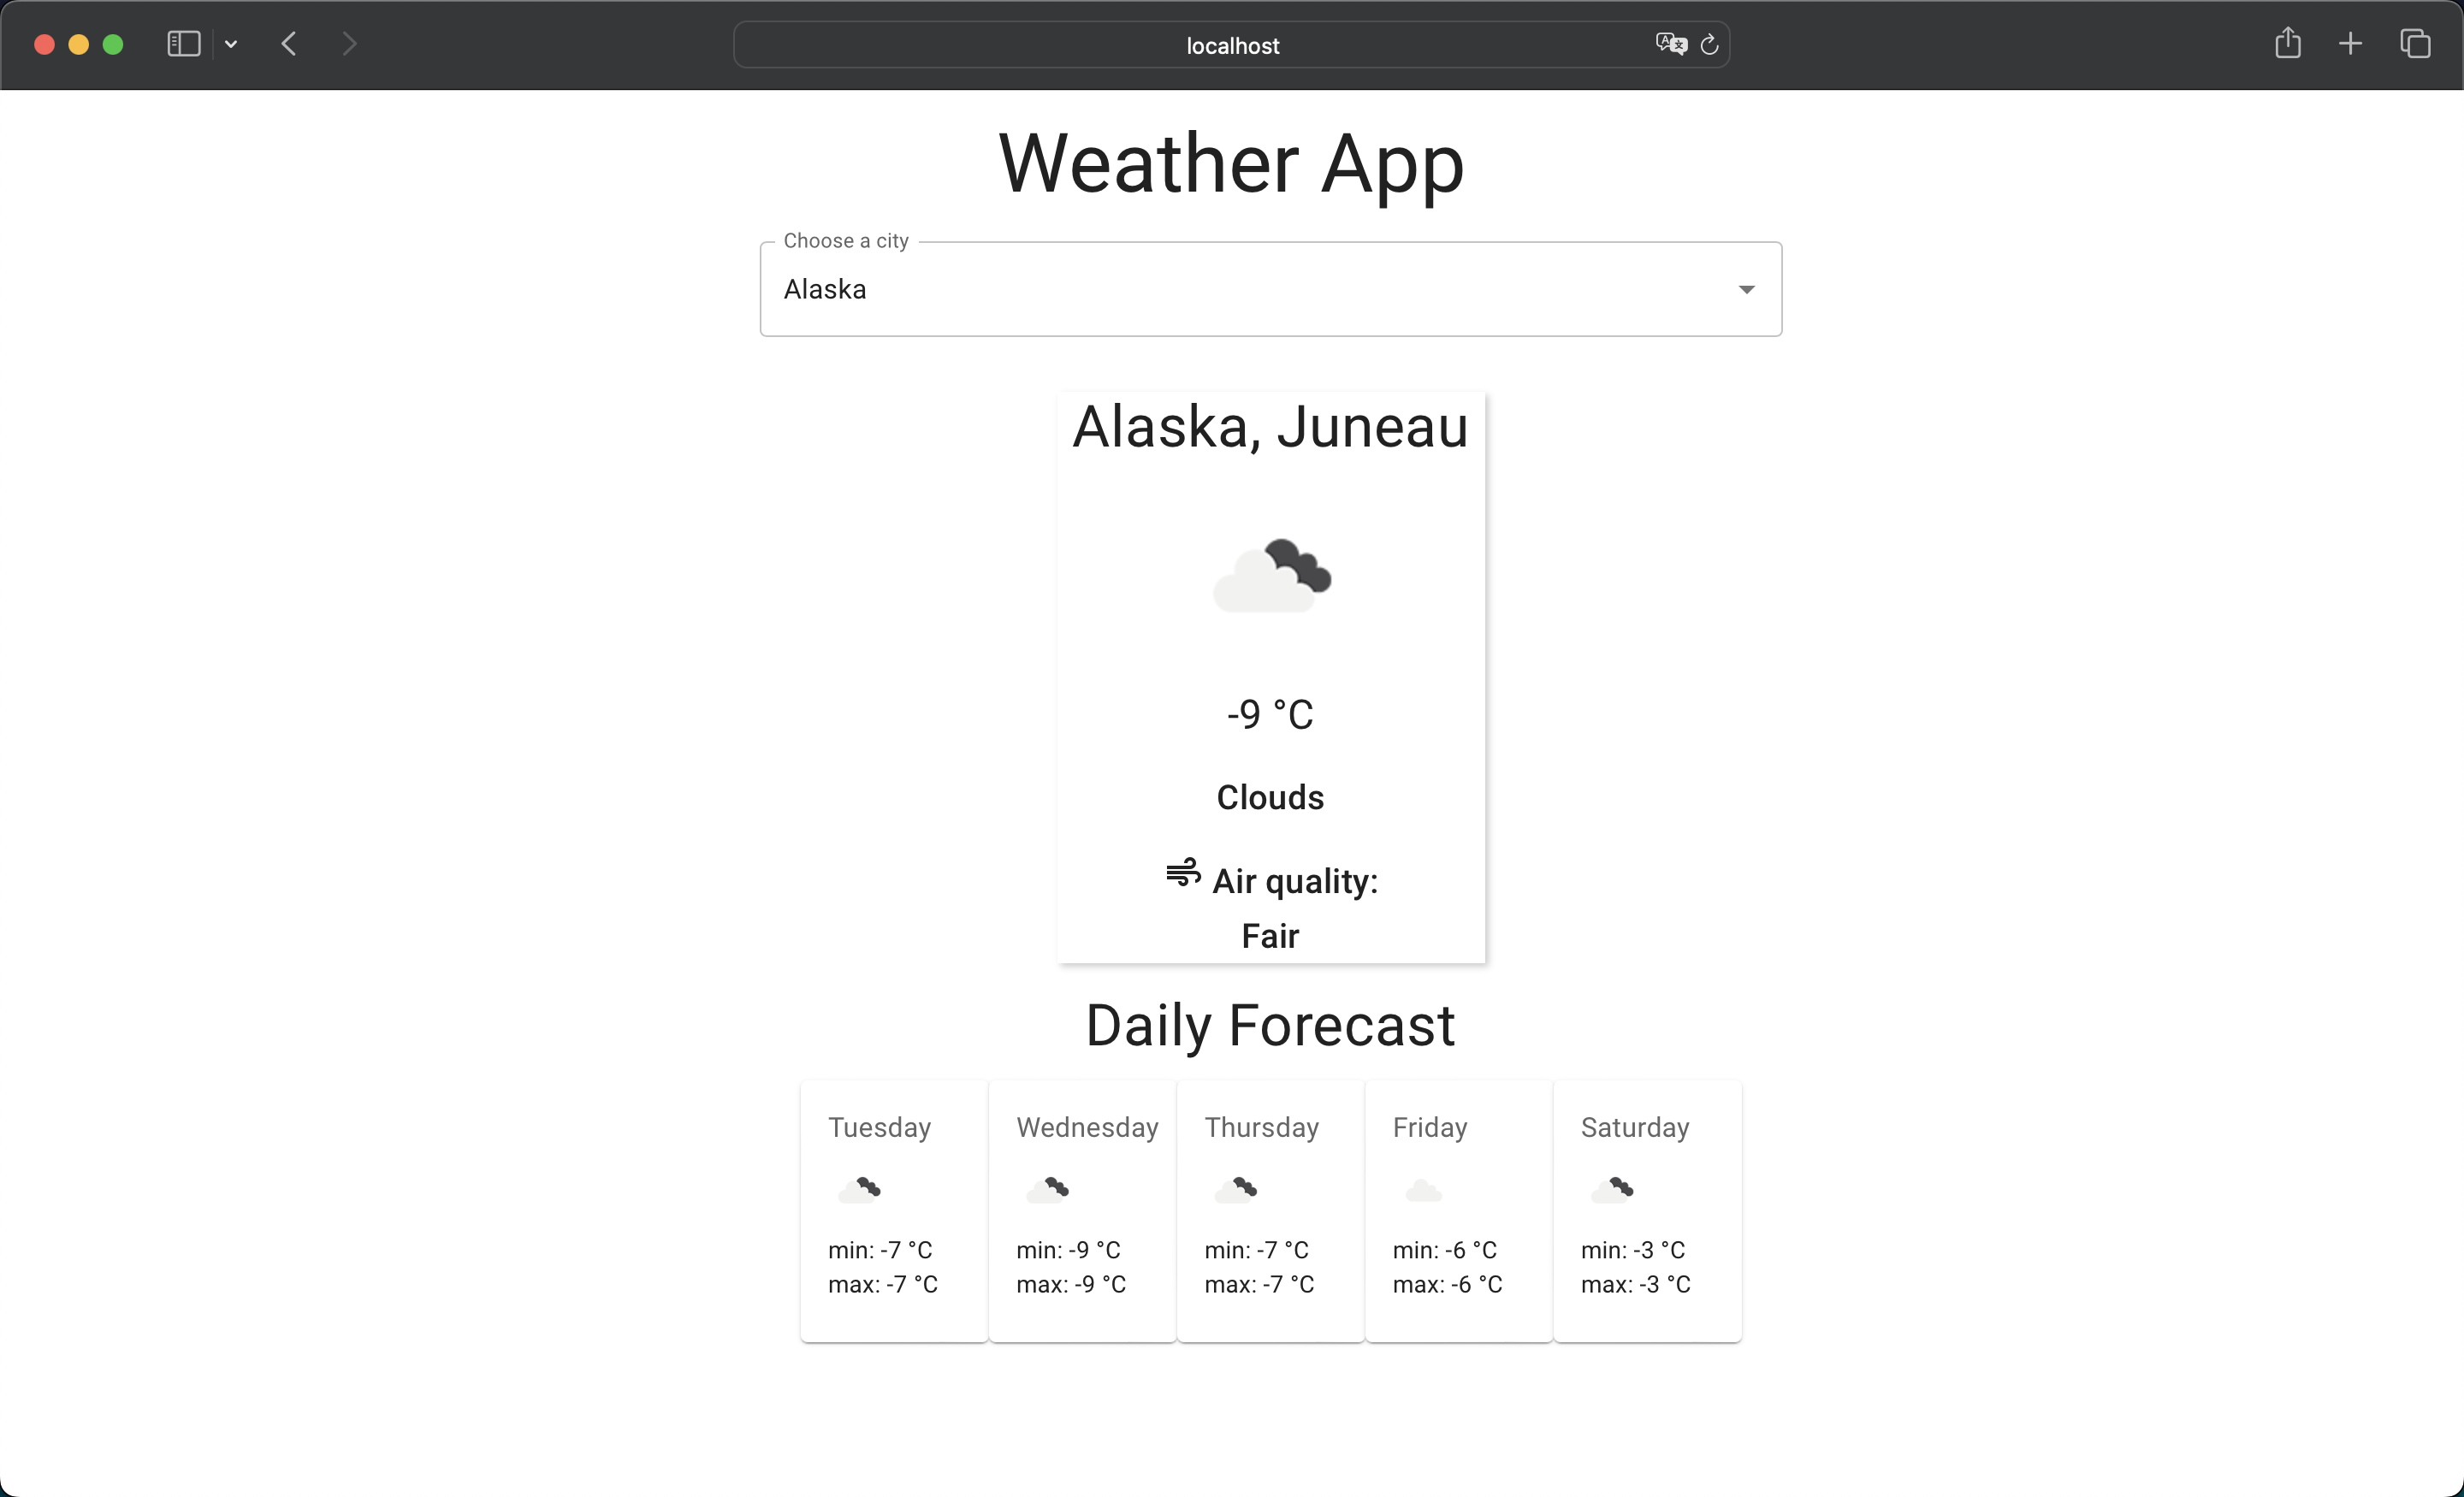 localhost
Weather App
Choose a city
Alaska
Alaska, Juneau
-9 °C
Clouds
Air quality:
Fair
Daily Forecast
Tuesday
min: -7 °C
max: -7 °C
Wednesday
min: -9 °C
max: -9 °C
Thursday
min: -7 °C
max: -7 °C
Friday
min: -6 °C
max: -6 °C
Saturday
min: -3 °C
max: -3 °C